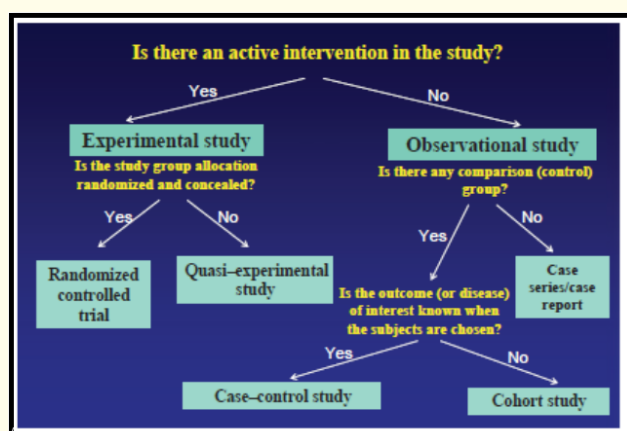 Is there an active intervention in the study?
Yes
No
Experimental study
Observational study
Is the study group allocation
randomized and concealed?
Is there any comparison (control)
group?
Yes
No
Yes
No
Randomized
controlled
trial
Quasi–experimental
study
Case
series/case
report
Is the outcome (or disease)
of interest known when
the subjects are chosen?
Yes
No
Case–control study
Cohort study